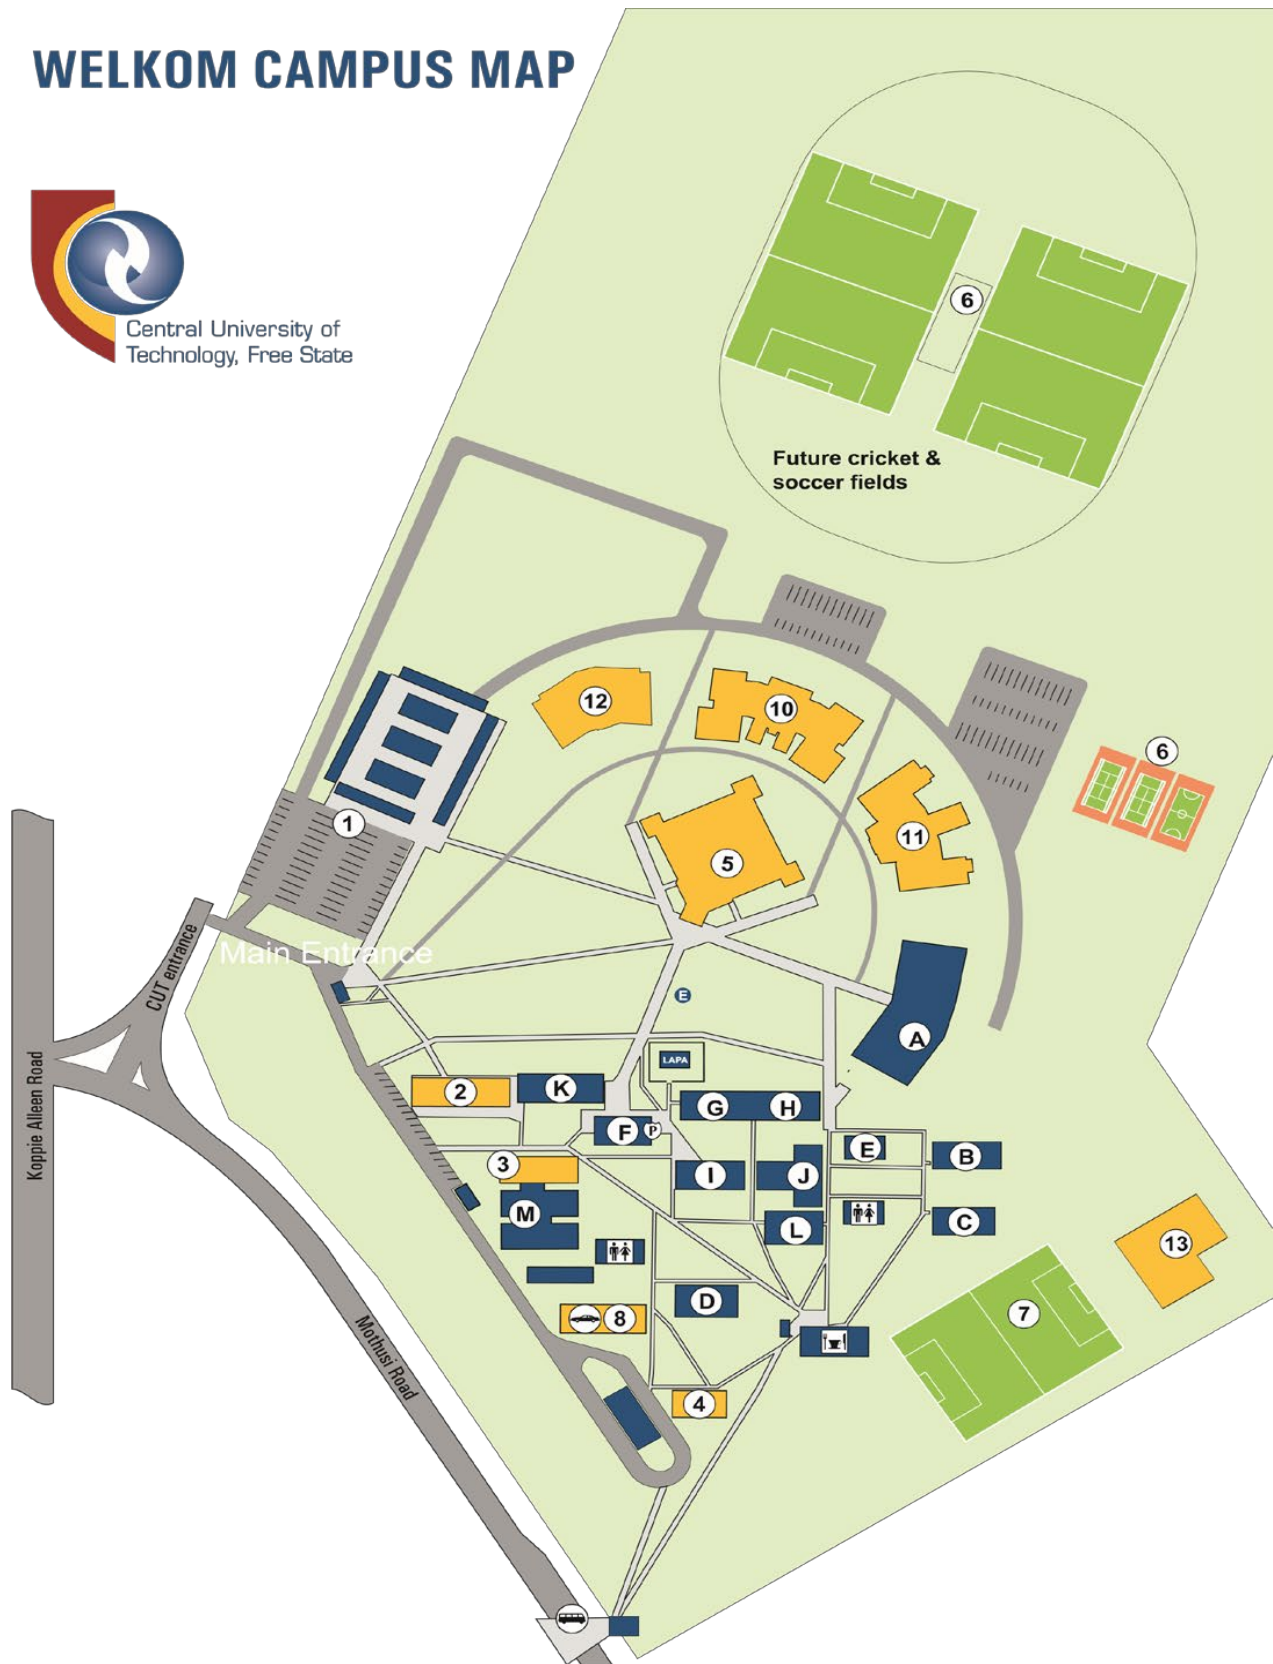 WELKOM CAMPUS MAP
Central University of
Technology, Free State
6
Future cricket &
soccer fields
12
10
6
1
11
5
Main Entrance
CUT entrance
E
A
Koppie Alleen Road
LAPA
2
K
G
H
F
P
E
B
3
I
J
M
C
L
13
D
8
7
Mothusi Road
4